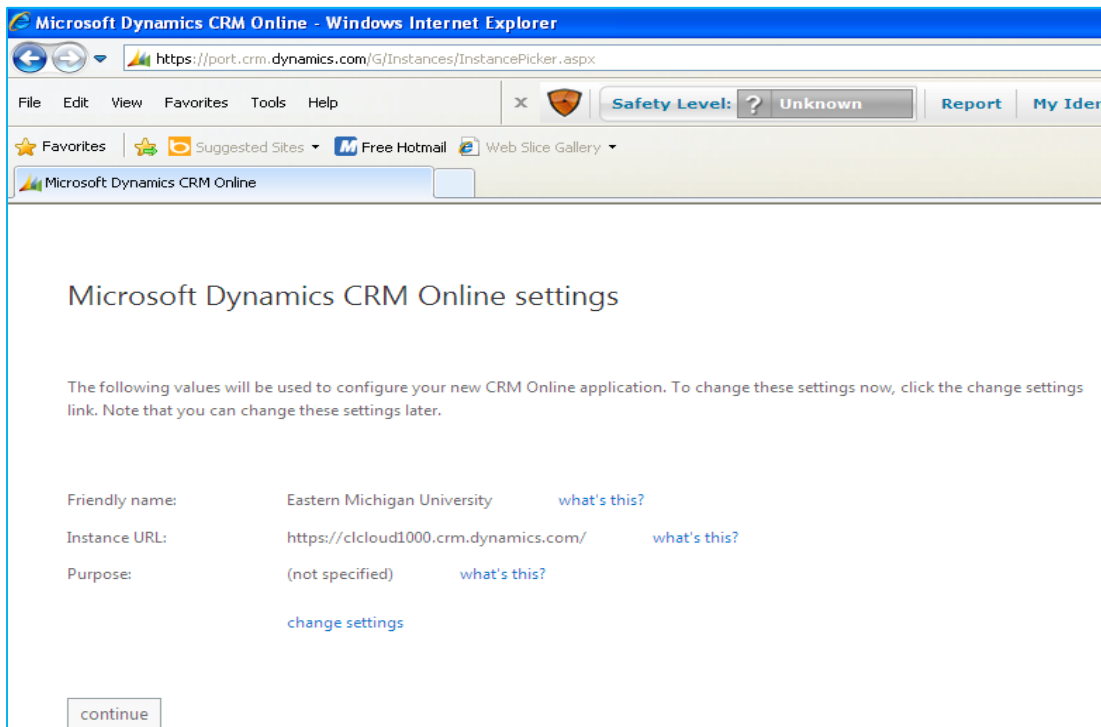 Microsoft Dynamics CRM Online - Windows Internet Explorer
https://port.crm.dynamics.com/G/Instances/InstancePicker.aspx
File Edit View Favorites Tools Help x Safety Level: ? Unknown Report My Iden
Favorites Suggested Sites Free Hotmail Web Slice Gallery
Microsoft Dynamics CRM Online
Microsoft Dynamics CRM Online settings
The following values will be used to configure your new CRM Online application. To change these settings now, click the change settings
link. Note that you can change these settings later.
Friendly name: Eastern Michigan University what's this?
Instance URL: https://clcloud1000.crm.dynamics.com/ what's this?
Purpose: (not specified) what's this?
change settings
continue